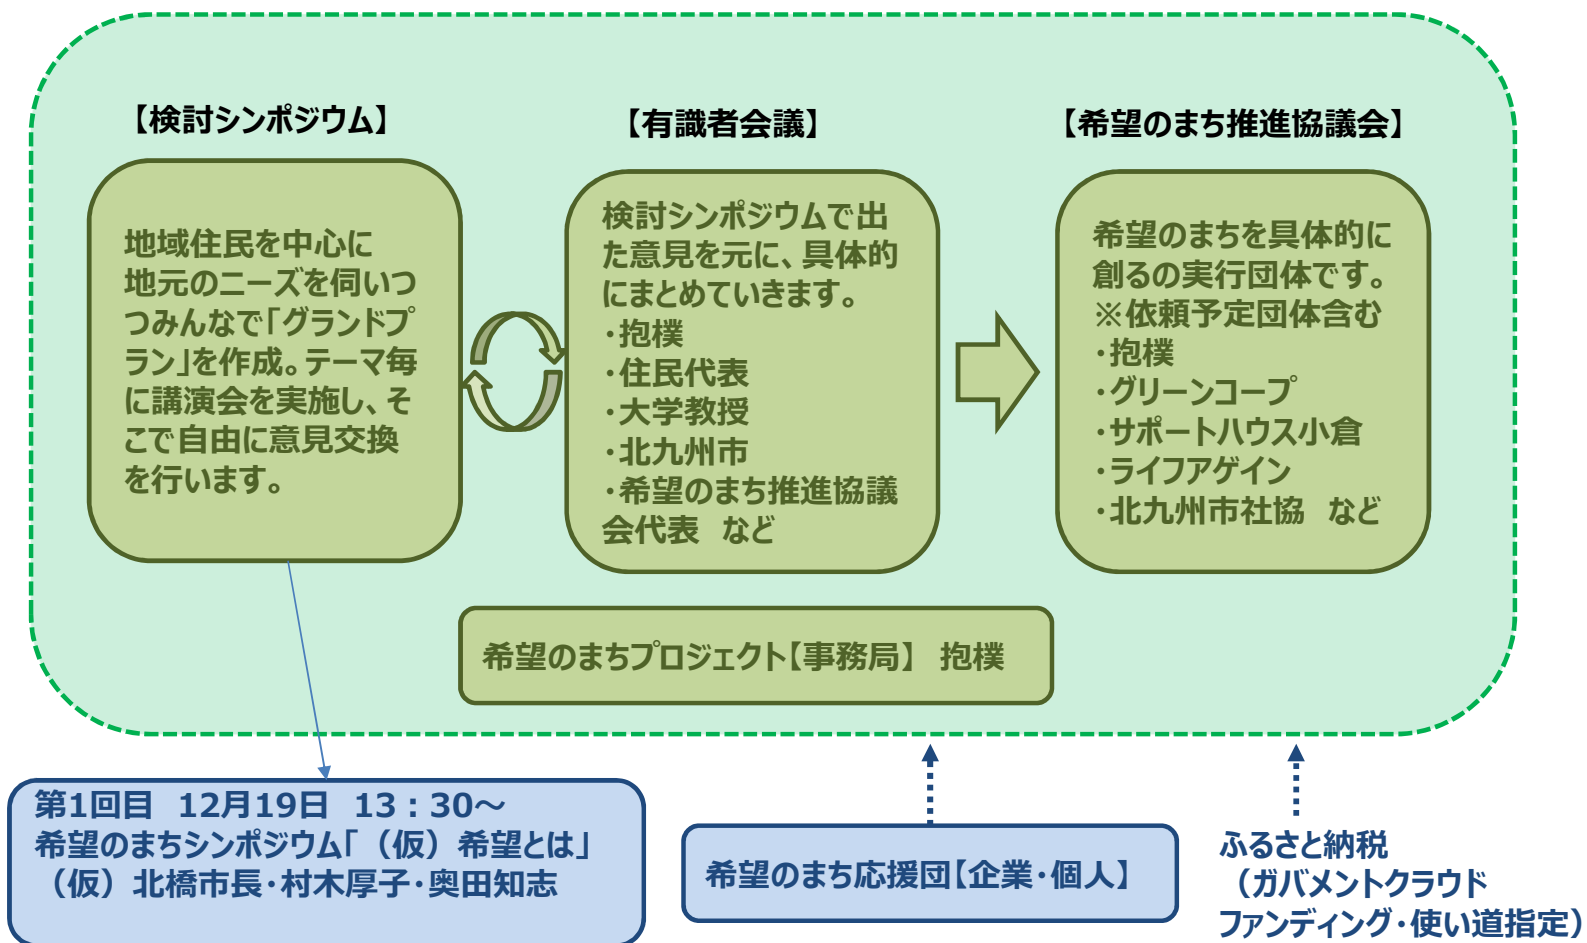 【検討シンポジウム】
地域住民を中心に
地元のニーズを伺いつ
つみんなで「グランドプ
ラン」を作成。テーマ毎
に講演会を実施し、そ
こで自由に意見交換
を行います。
【有識者会議】
検討シンポジウムで出
た意見を元に、具体的
にまとめていきます。
・抱樸
・住民代表
・大学教授
・北九州市
・希望のまち推進協議
会代表　など
【希望のまち推進協議会】
希望のまちを具体的に
創るの実行団体です。
※依頼予定団体含む
・抱樸
・グリーンコープ
・サポートハウス小倉
・ライフアゲイン
・北九州市社協　など
希望のまちプロジェクト【事務局】 抱樸
第1回目　12月19日　13：30～
希望のまちシンポジウム「（仮）希望とは」
（仮）北橋市長・村木厚子・奥田知志
希望のまち応援団【企業・個人】
ふるさと納税
（ガバメントクラウド
ファンディング・使い道指定）